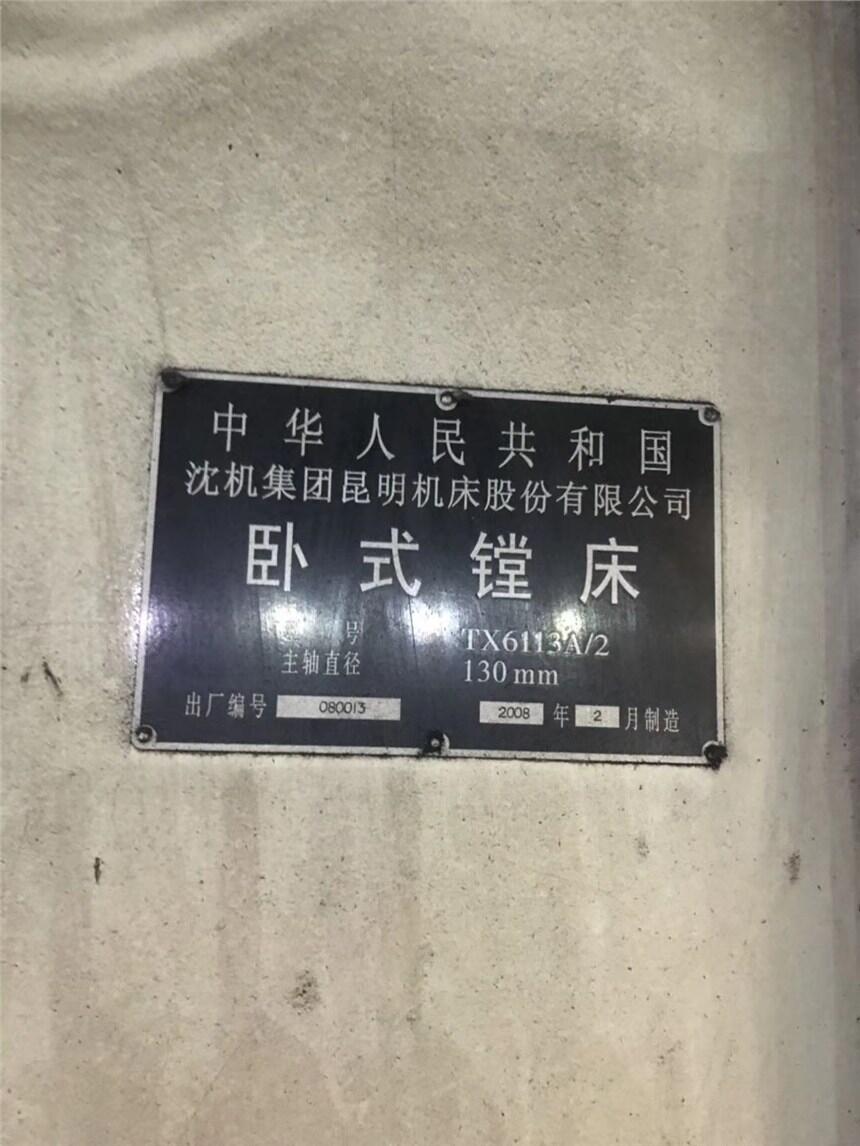 中华人民共和国
沈机集团昆明机床股份有限公司
卧式镗床
号 TX6113A/2
主轴直径 130 mm
出厂编号 080013 2008 年 2 月制造